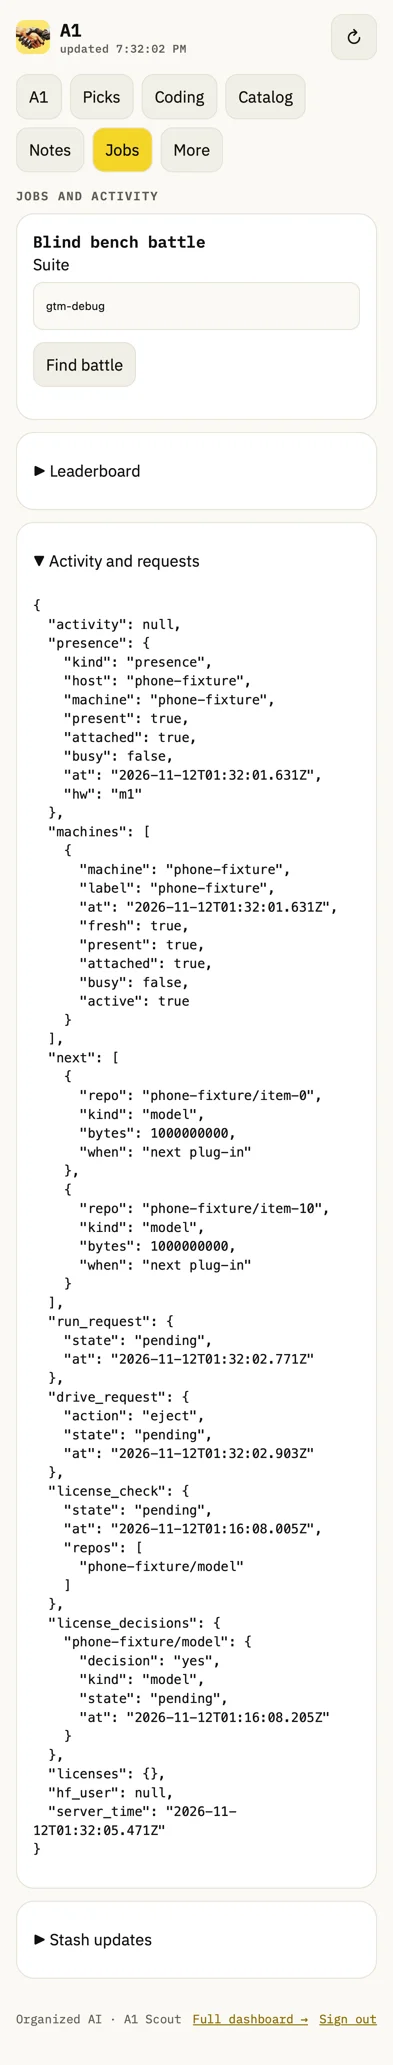 A1
updated 7:32:02 PM
↻
A1
Picks
Coding
Catalog
Notes
Jobs
More
JOBS AND ACTIVITY
Blind bench battle
Suite
gtm-debug
Find battle
▶ Leaderboard
▼ Activity and requests
{
  "activity": null,
  "presence": {
    "kind": "presence",
    "host": "phone-fixture",
    "machine": "phone-fixture",
    "present": true,
    "attached": true,
    "busy": false,
    "at": "2026-11-12T01:32:01.631Z",
    "hw": "m1"
  },
  "machines": [
    {
      "machine": "phone-fixture",
      "label": "phone-fixture",
      "at": "2026-11-12T01:32:01.631Z",
      "fresh": true,
      "present": true,
      "attached": true,
      "busy": false,
      "active": true
    }
  ],
  "next": [
    {
      "repo": "phone-fixture/item-0",
      "kind": "model",
      "bytes": 1000000000,
      "when": "next plug-in"
    },
    {
      "repo": "phone-fixture/item-10",
      "kind": "model",
      "bytes": 1000000000,
      "when": "next plug-in"
    }
  ],
  "run_request": {
    "state": "pending",
    "at": "2026-11-12T01:32:02.771Z"
  },
  "drive_request": {
    "action": "eject",
    "state": "pending",
    "at": "2026-11-12T01:32:02.903Z"
  },
  "license_check": {
    "state": "pending",
    "at": "2026-11-12T01:16:08.005Z",
    "repos": [
      "phone-fixture/model"
    ]
  },
  "license_decisions": {
    "phone-fixture/model": {
      "decision": "yes",
      "kind": "model",
      "state": "pending",
      "at": "2026-11-12T01:16:08.205Z"
    }
  },
  "licenses": {},
  "hf_user": null,
  "server_time": "2026-11-
12T01:32:05.471Z"
}
▶ Stash updates
Organized AI · A1 Scout
Full dashboard →
Sign out